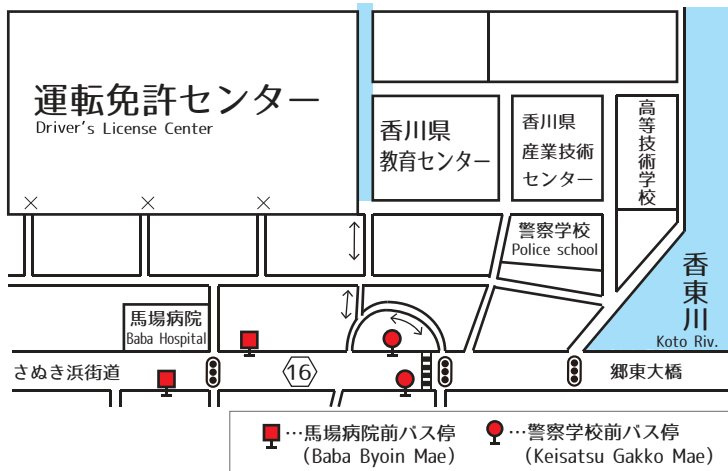 運転免許センター
Driver's License Center
香川県
教育センター
香川県
産業技術
センター
高等技術学校
警察学校
Police school
香東川
Koto Riv.
馬場病院
Baba Hospital
さぬき浜街道
16
郷東大橋
…馬場病院前バス停
(Baba Byoin Mae)
…警察学校前バス停
(Keisatsu Gakko Mae)